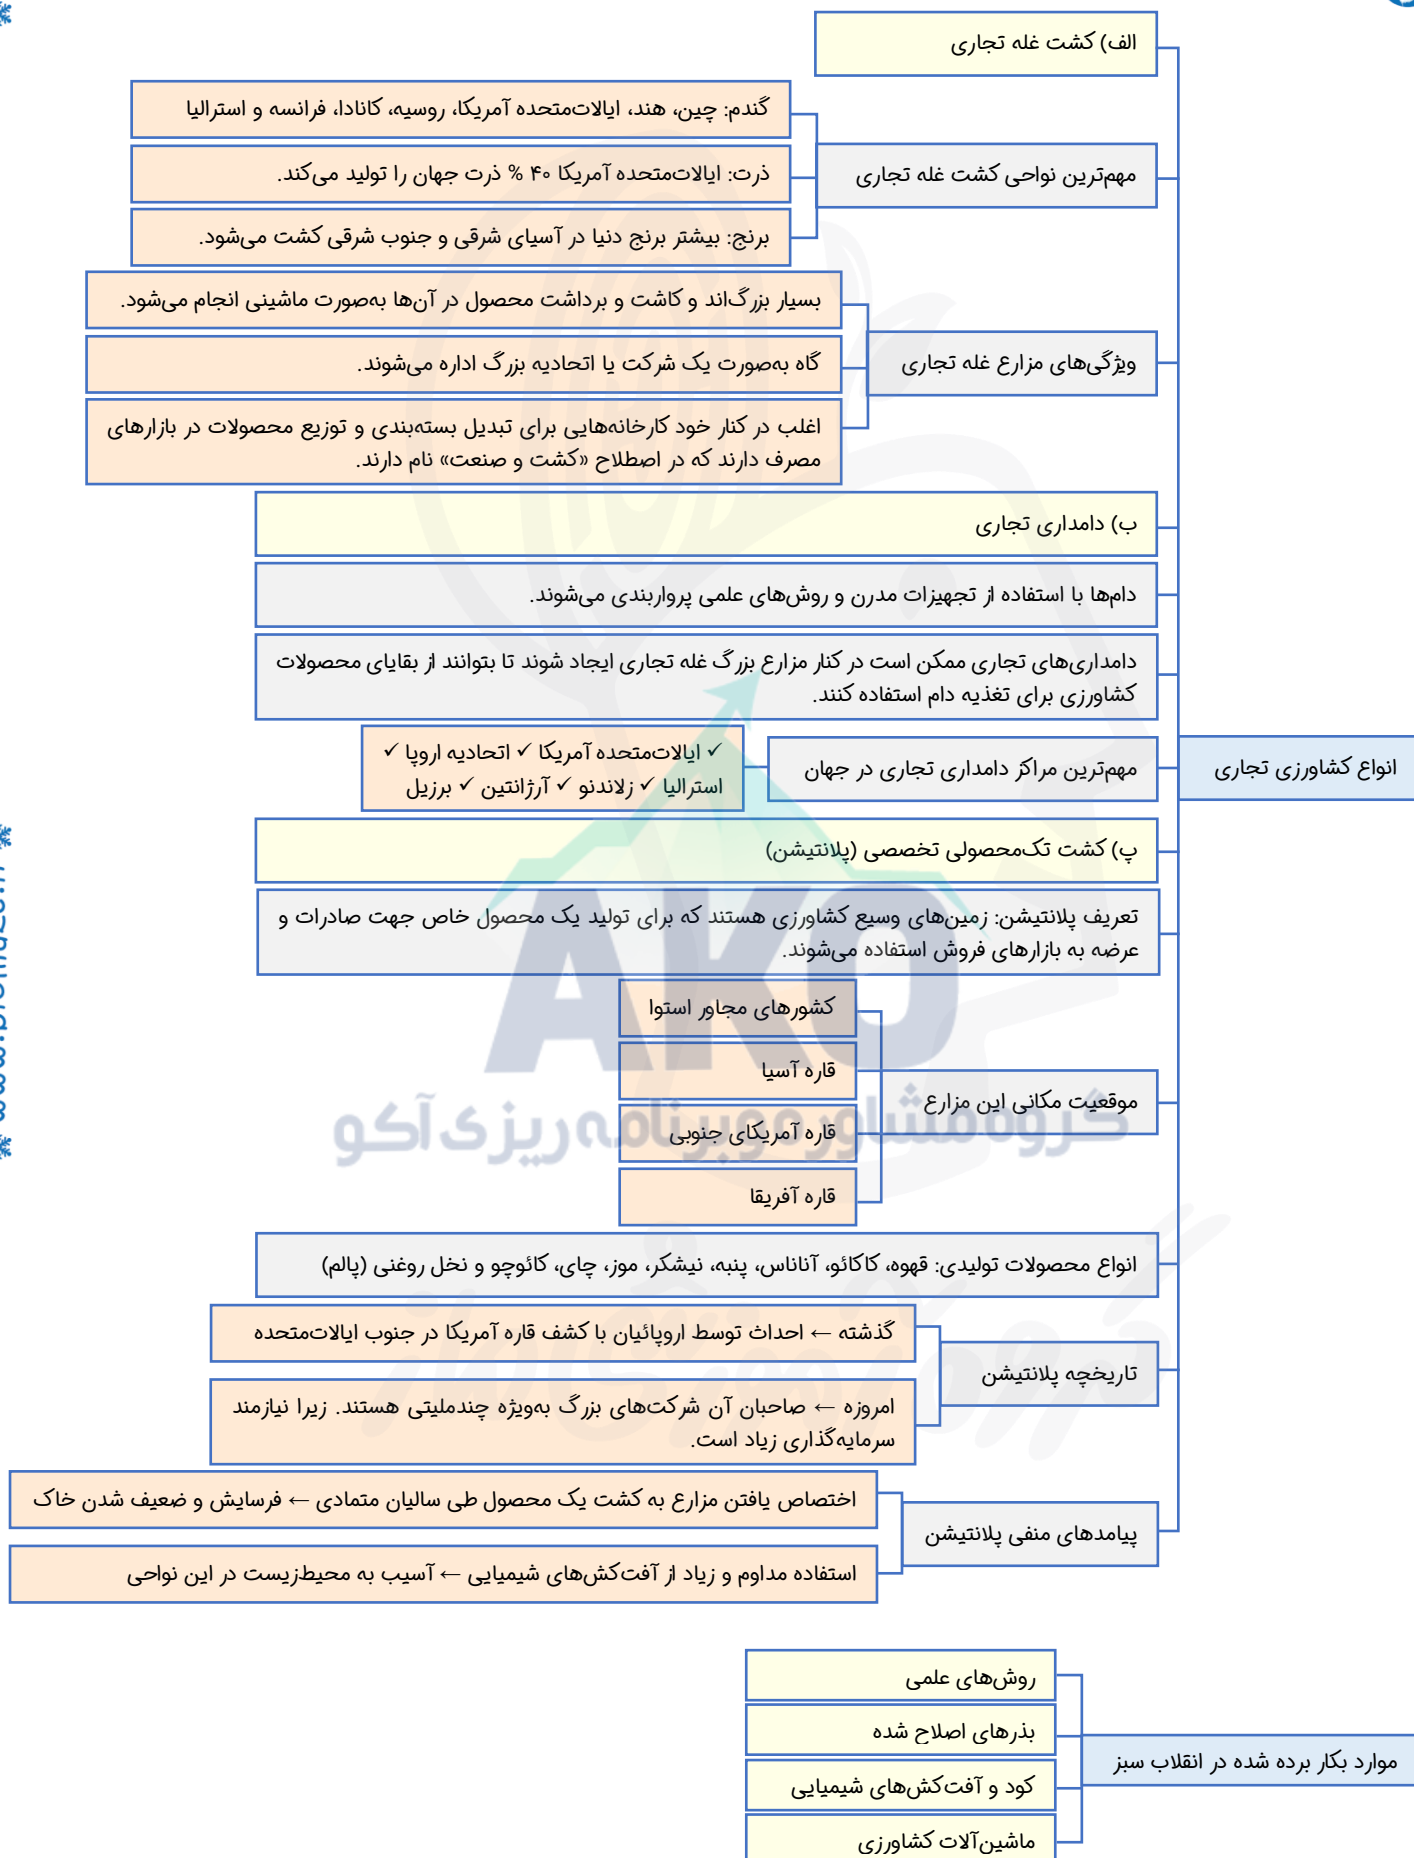 الف) کشت غله تجاری
گندم: چین، هند، ایالات‌متحده آمریکا، روسیه، کانادا، فرانسه و استرالیا
مهم‌ترین نواحی کشت غله تجاری
ذرت: ایالات‌متحده آمریکا ۴۰ % ذرت جهان را تولید می‌کند.
برنج: بیشتر برنج دنیا در آسیای شرقی و جنوب شرقی کشت می‌شود.
بسیار بزرگ‌اند و کاشت و برداشت محصول در آن‌ها به‌صورت ماشینی انجام می‌شود.
ویژگی‌های مزارع غله تجاری
گاه به‌صورت یک شرکت یا اتحادیه بزرگ اداره می‌شوند.
اغلب در کنار خود کارخانه‌هایی برای تبدیل بسته‌بندی و توزیع محصولات در بازارهای
مصرف دارند که در اصطلاح «کشت و صنعت» نام دارند.
ب) دامداری تجاری
دام‌ها با استفاده از تجهیزات مدرن و روش‌های علمی پرواربندی می‌شوند.
دامداری‌های تجاری ممکن است در کنار مزارع بزرگ غله تجاری ایجاد شوند تا بتوانند از بقایای محصولات
کشاورزی برای تغذیه دام استفاده کنند.
انواع کشاورزی تجاری
مهم‌ترین مراکز دامداری تجاری در جهان
✓ ایالات‌متحده آمریکا ✓ اتحادیه اروپا ✓
استرالیا ✓ زلاندنو ✓ آرژانتین ✓ برزیل
پ) کشت تک‌محصولی تخصصی (پلانتیشن)
تعریف پلانتیشن: زمین‌های وسیع کشاورزی هستند که برای تولید یک محصول خاص جهت صادرات و
عرضه به بازارهای فروش استفاده می‌شوند.
AKO
گروه مشاوره و برنامه ریزی آکو
کشورهای مجاور استوا
قاره آسیا
موقعیت مکانی این مزارع
قاره آمریکای جنوبی
قاره آفریقا
انواع محصولات تولیدی: قهوه، کاکائو، آناناس، پنبه، نیشکر، موز، چای، کائوچو و نخل روغنی (پالم)
گذشته ← احداث توسط اروپائیان با کشف قاره آمریکا در جنوب ایالات‌متحده
تاریخچه پلانتیشن
امروزه ← صاحبان آن شرکت‌های بزرگ به‌ویژه چندملیتی هستند. زیرا نیازمند
سرمایه‌گذاری زیاد است.
اختصاص یافتن مزارع به کشت یک محصول طی سالیان متمادی ← فرسایش و ضعیف شدن خاک
پیامدهای منفی پلانتیشن
استفاده مداوم و زیاد از آفت‌کش‌های شیمیایی ← آسیب به محیط‌زیست در این نواحی
روش‌های علمی
بذرهای اصلاح شده
موارد بکار برده شده در انقلاب سبز
کود و آفت‌کش‌های شیمیایی
ماشین‌آلات کشاورزی